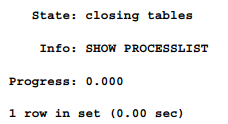 State: closing tables
Info: SHOW PROCESSLIST
Progress: 0.000
1 row in set (0.00 sec)